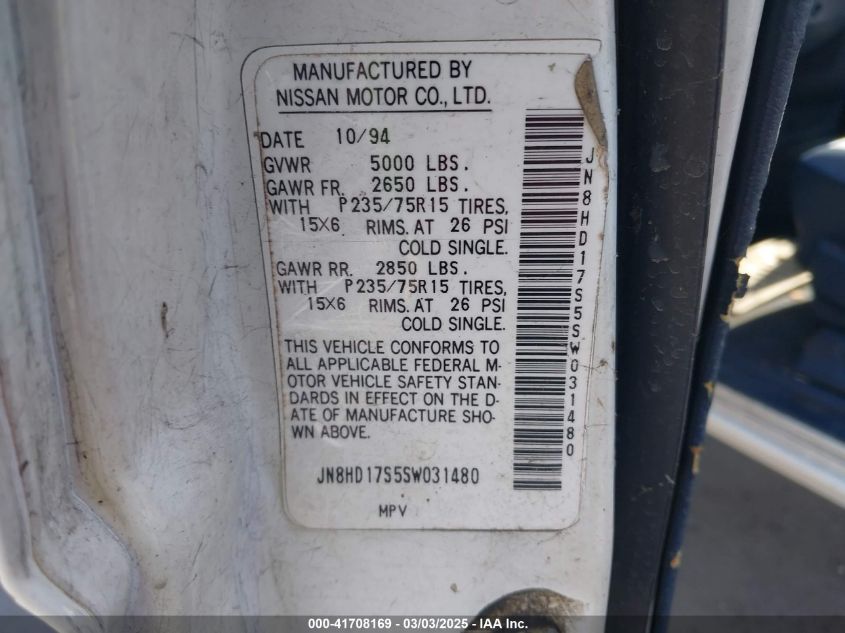 MANUFACTURED BY
NISSAN MOTOR CO., LTD.
DATE 10/94
GVWR 5000 LBS.
GAWR FR. 2650 LBS.
WITH P235/75R15 TIRES,
15X6 RIMS. AT 26 PSI
COLD SINGLE.
GAWR RR. 2850 LBS.
WITH P235/75R15 TIRES,
15X6 RIMS. AT 26 PSI
COLD SINGLE.
THIS VEHICLE CONFORMS TO
ALL APPLICABLE FEDERAL M-
OTOR VEHICLE SAFETY STAN-
DARDS IN EFFECT ON THE D-
ATE OF MANUFACTURE SHO-
WN ABOVE.
JN8HD17S5SW031480
MPV
JN8HD17S5SW031480
000-41708169 - 03/03/2025 - IAA Inc.